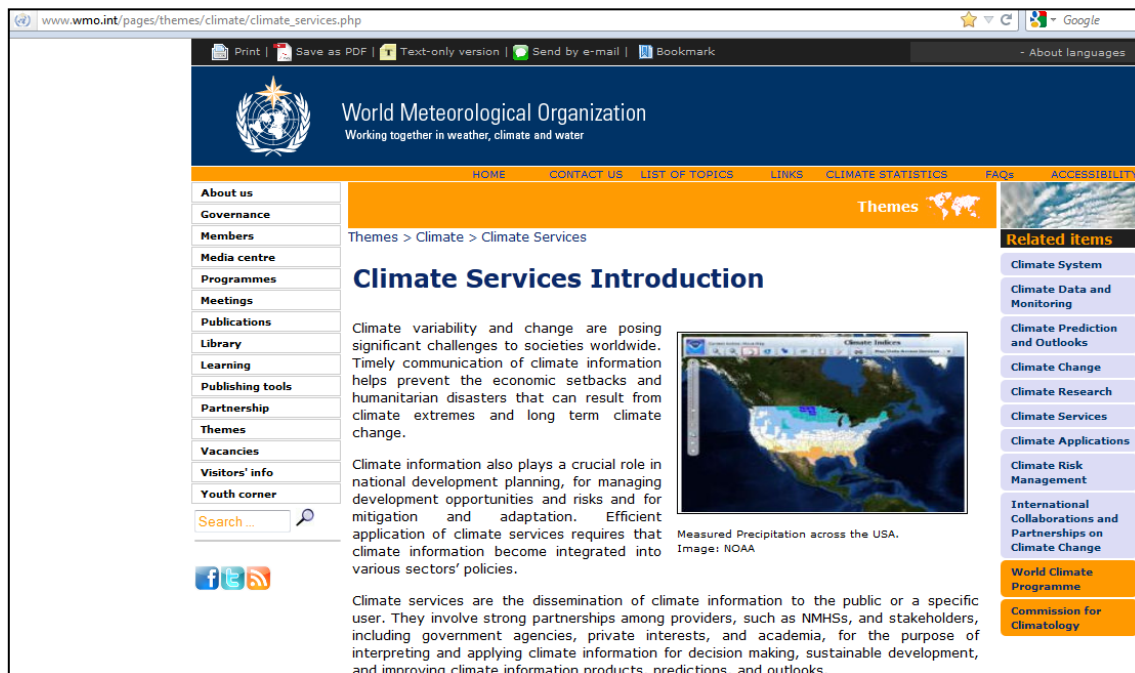 www.wmo.int/pages/themes/climate/climate_services.php
Google
Print | Save as PDF | Text-only version | Send by e-mail | Bookmark
- About languages
World Meteorological Organization
Working together in weather, climate and water
HOME CONTACT US LIST OF TOPICS LINKS CLIMATE STATISTICS FAQs ACCESSIBILITY
About us
Governance
Members
Media centre
Programmes
Meetings
Publications
Library
Learning
Publishing tools
Partnership
Themes
Vacancies
Visitors' info
Youth corner
Search ...
Themes
Themes > Climate > Climate Services
Climate Services Introduction
Climate variability and change are posing
significant challenges to societies worldwide.
Timely communication of climate information
helps prevent the economic setbacks and
humanitarian disasters that can result from
climate extremes and long term climate
change.
Climate information also plays a crucial role in
national development planning, for managing
development opportunities and risks and for
mitigation and adaptation. Efficient
application of climate services requires that
climate information become integrated into
various sectors' policies.
Climate Indices
Measured Precipitation across the USA.
Image: NOAA
Climate services are the dissemination of climate information to the public or a specific
user. They involve strong partnerships among providers, such as NMHSs, and stakeholders,
including government agencies, private interests, and academia, for the purpose of
interpreting and applying climate information for decision making, sustainable development,
and improving climate information products, predictions, and outlooks.
Related items
Climate System
Climate Data and
Monitoring
Climate Prediction
and Outlooks
Climate Change
Climate Research
Climate Services
Climate Applications
Climate Risk
Management
International
Collaborations and
Partnerships on
Climate Change
World Climate
Programme
Commission for
Climatology